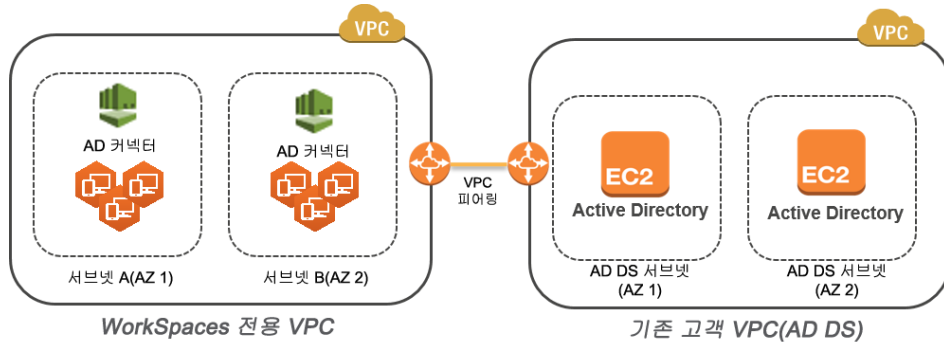 VPC
VPC
AD 커넥터
AD 커넥터
EC2
EC2
Active Directory
Active Directory
VPC
피어링
서브넷 A(AZ 1)
서브넷 B(AZ 2)
AD DS 서브넷
(AZ 1)
AD DS 서브넷
(AZ 2)
WorkSpaces 전용 VPC
기존 고객 VPC(AD DS)